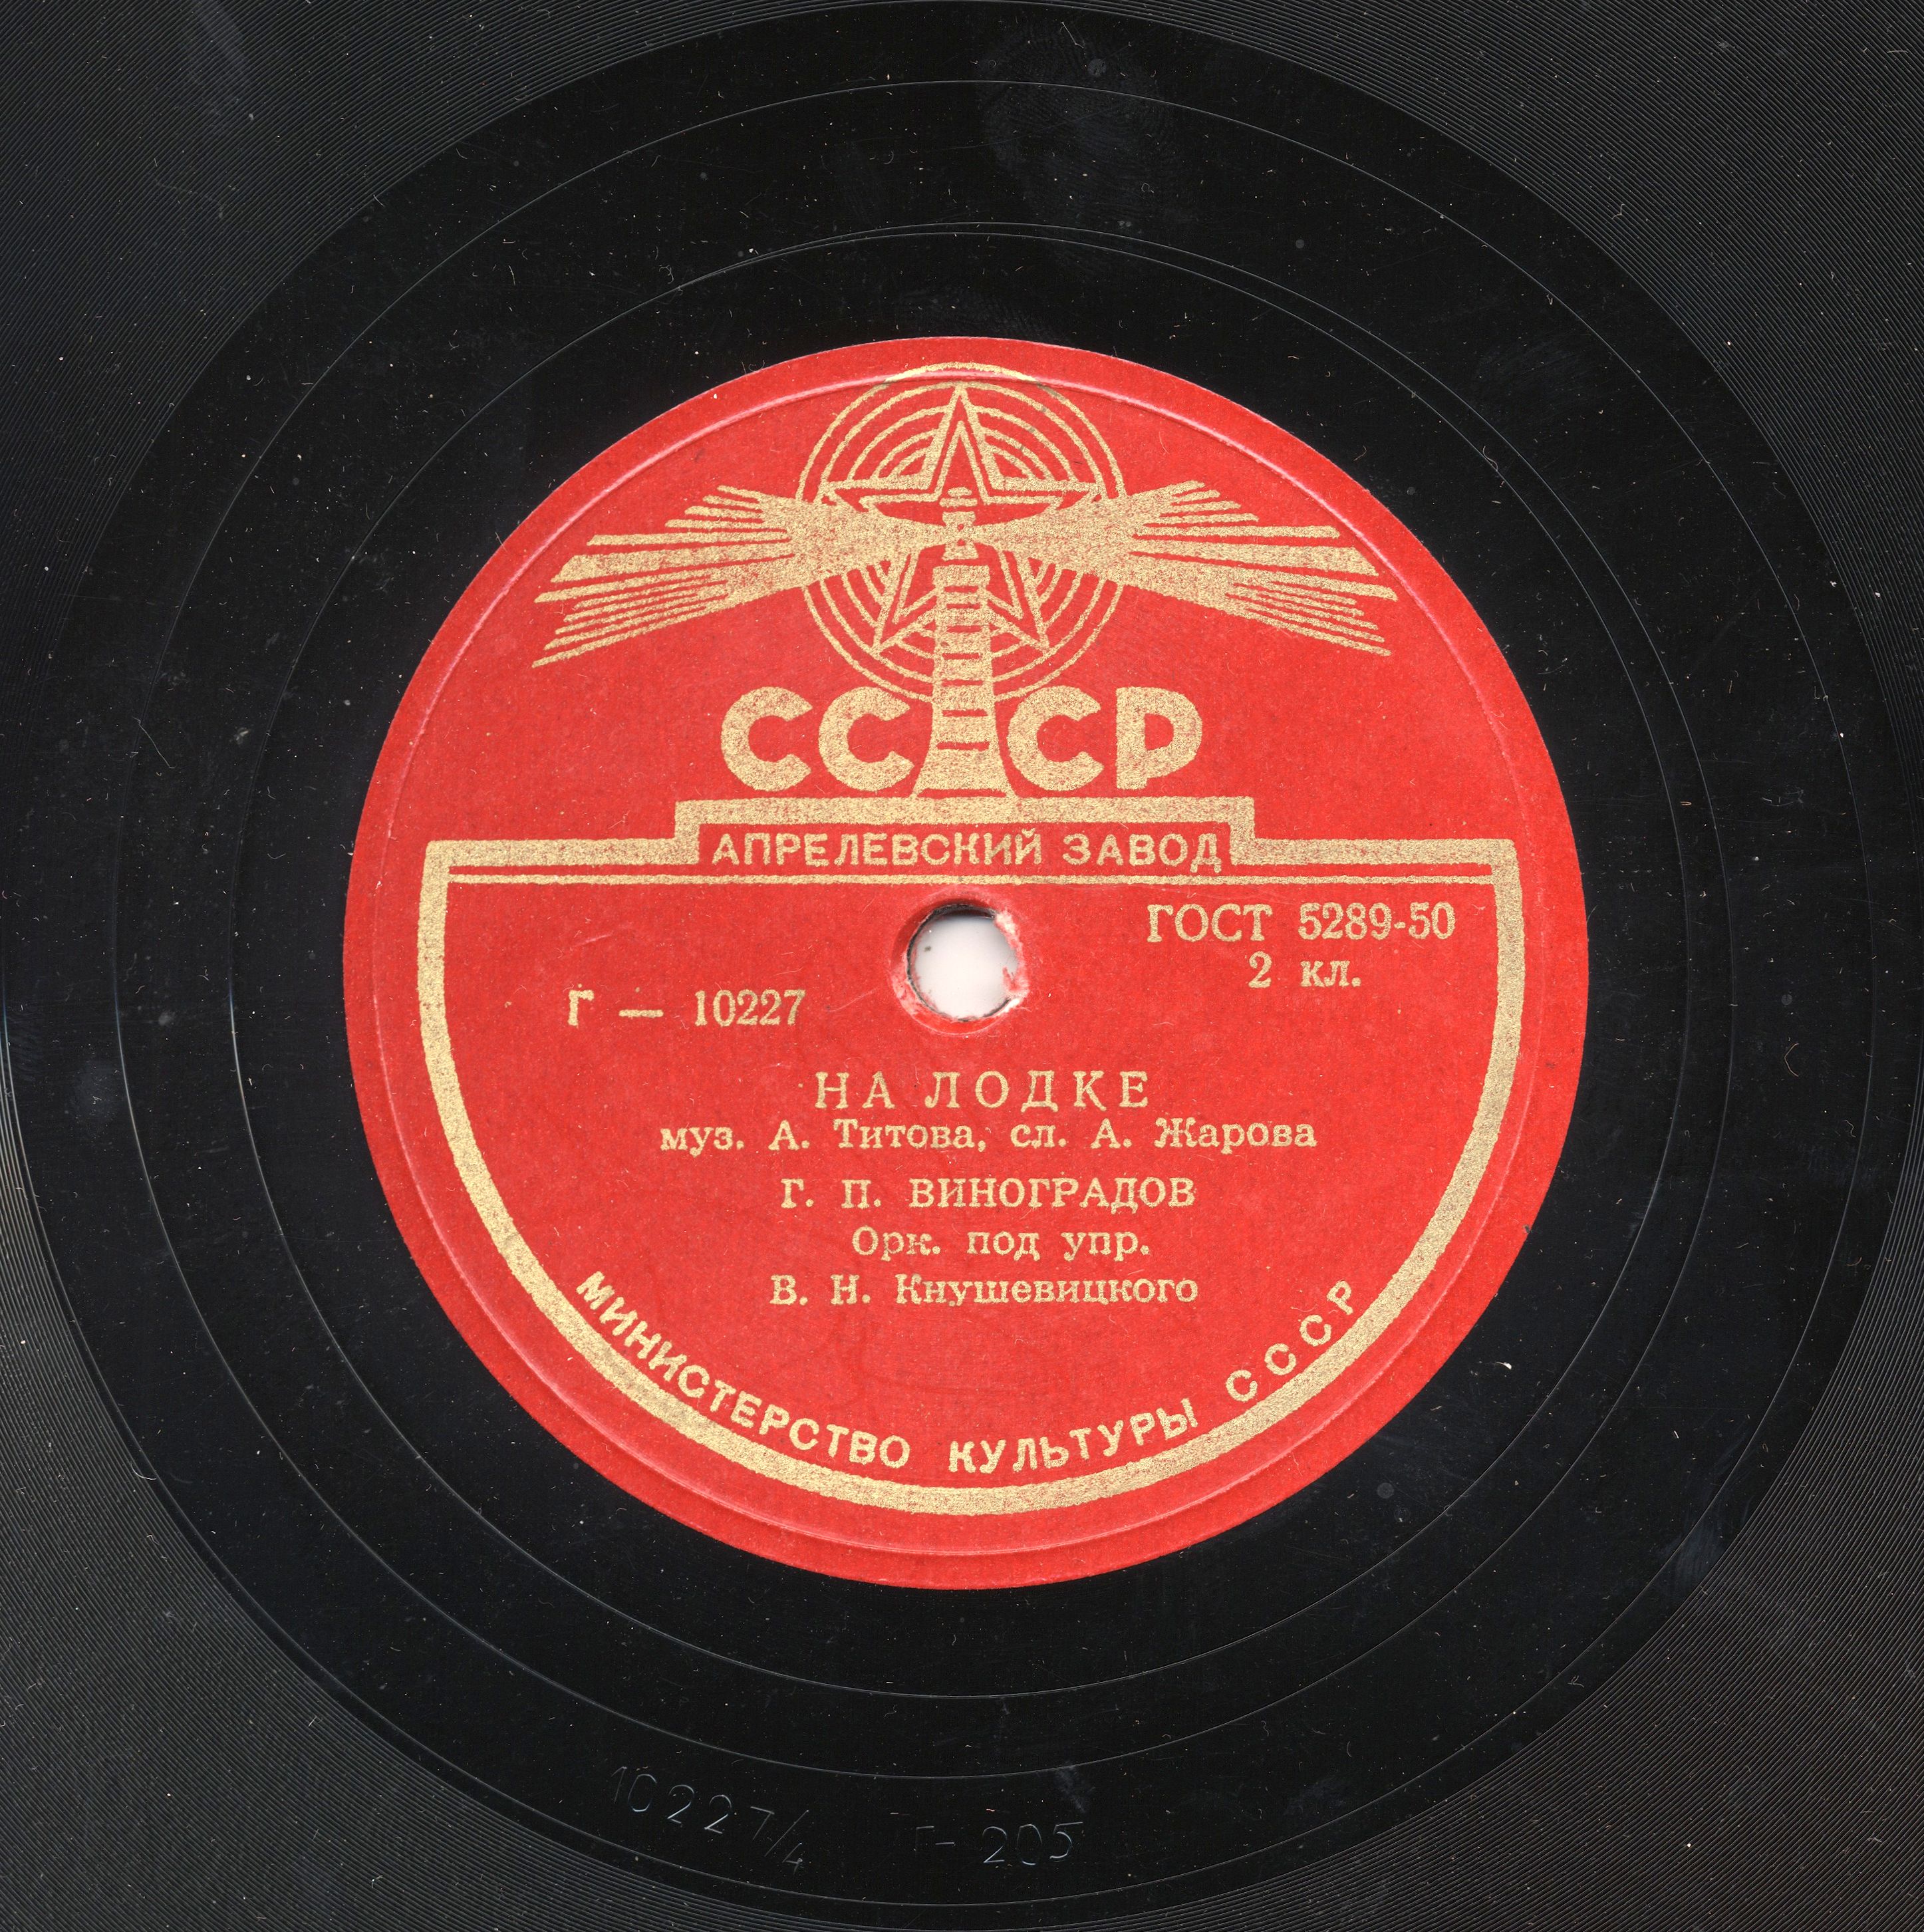 СССР
АПРЕЛЕВСКИЙ ЗАВОД
ГОСТ 5289-50
2 кл.
Г — 10227
НА ЛОДКЕ
муз. А. Титова, сл. А. Жарова
Г. П. ВИНОГРАДОВ
Орк. под упр.
В. Н. Кнушевицкого
МИНИСТЕРСТВО КУЛЬТУРЫ СССР
10227/4 Г-205